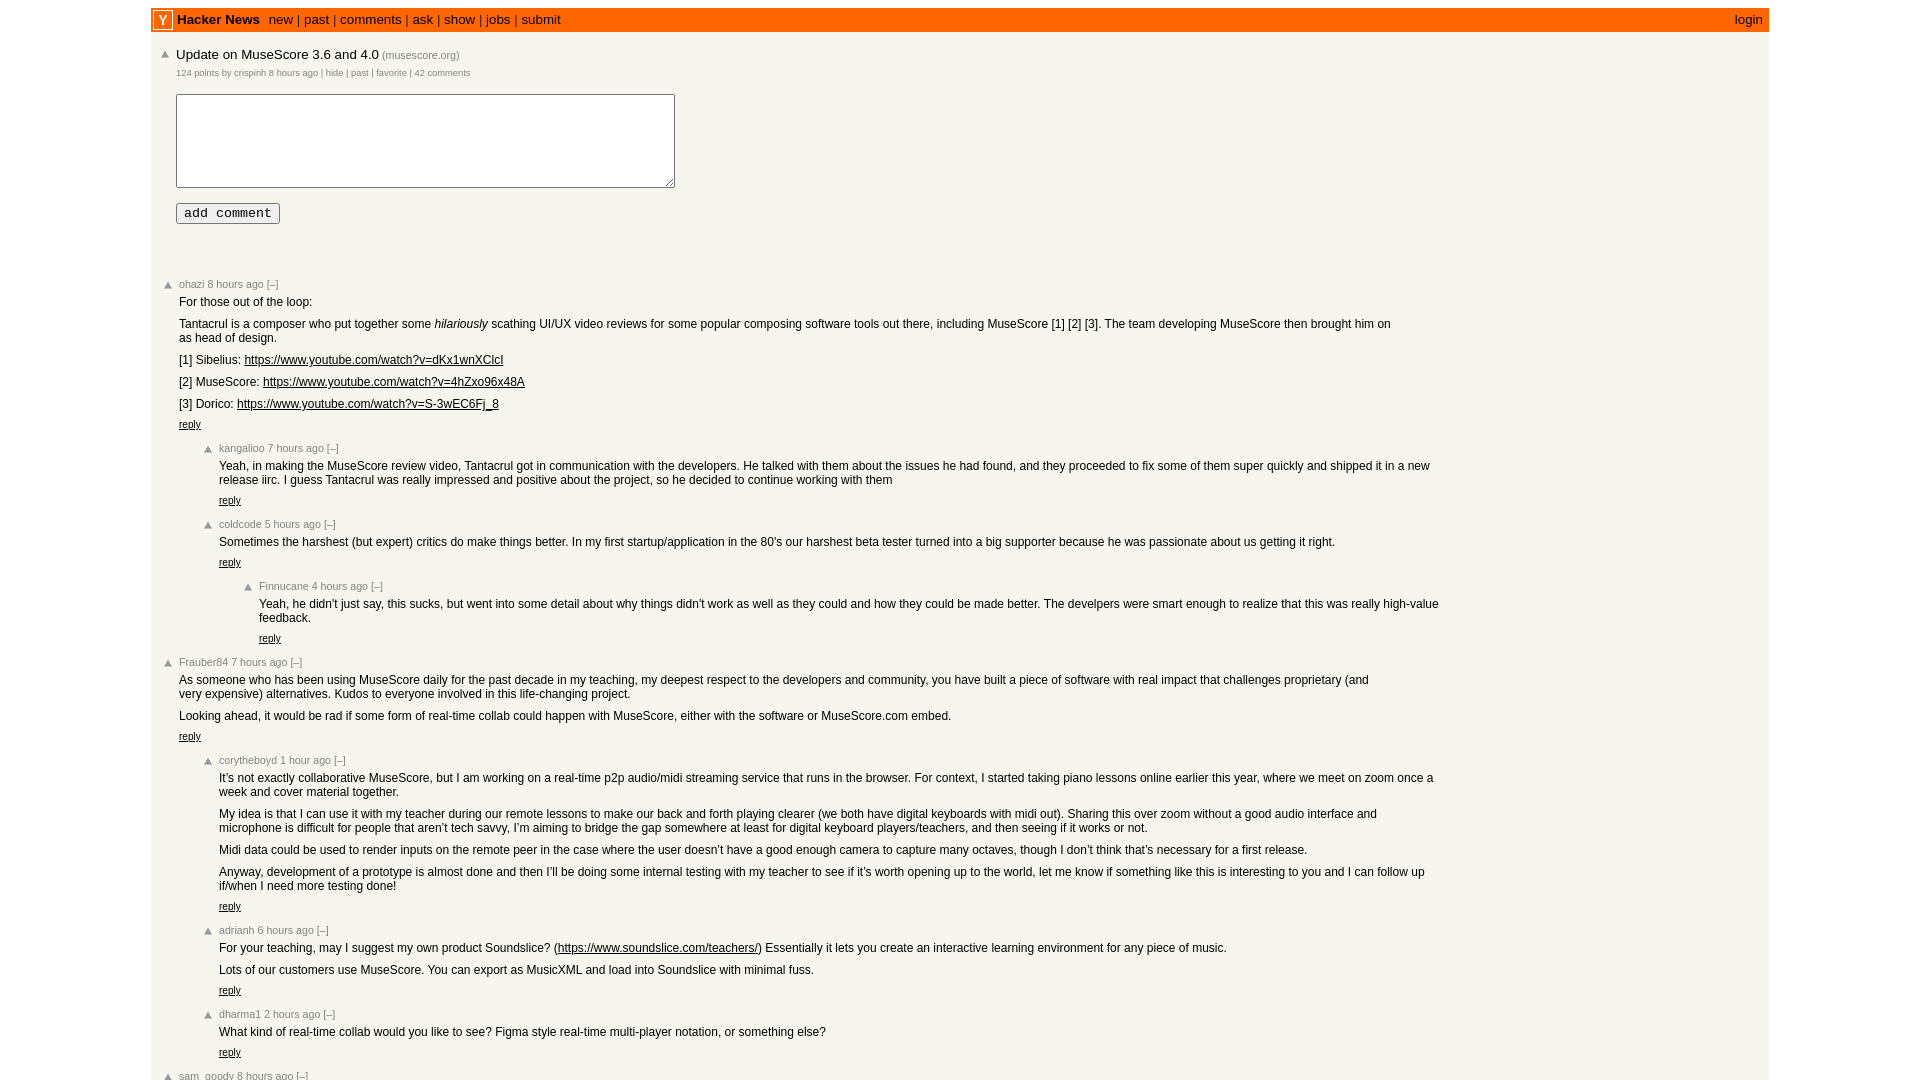 Y Hacker News new | past | comments | ask | show | jobs | submit login
Update on MuseScore 3.6 and 4.0 (musescore.org)
124 points by crispinh 8 hours ago | hide | past | favorite | 42 comments
add comment
ohazi 8 hours ago [–]
For those out of the loop:
Tantacrul is a composer who put together some hilariously scathing UI/UX video reviews for some popular composing software tools out there, including MuseScore [1] [2] [3]. The team developing MuseScore then brought him on
as head of design.
[1] Sibelius: https://www.youtube.com/watch?v=dKx1wnXClcI
[2] MuseScore: https://www.youtube.com/watch?v=4hZxo96x48A
[3] Dorico: https://www.youtube.com/watch?v=S-3wEC6Fj_8
reply
kangalioo 7 hours ago [–]
Yeah, in making the MuseScore review video, Tantacrul got in communication with the developers. He talked with them about the issues he had found, and they proceeded to fix some of them super quickly and shipped it in a new
release iirc. I guess Tantacrul was really impressed and positive about the project, so he decided to continue working with them
reply
coldcode 5 hours ago [–]
Sometimes the harshest (but expert) critics do make things better. In my first startup/application in the 80's our harshest beta tester turned into a big supporter because he was passionate about us getting it right.
reply
Finnucane 4 hours ago [–]
Yeah, he didn't just say, this sucks, but went into some detail about why things didn't work as well as they could and how they could be made better. The develpers were smart enough to realize that this was really high-value
feedback.
reply
Frauber84 7 hours ago [–]
As someone who has been using MuseScore daily for the past decade in my teaching, my deepest respect to the developers and community, you have built a piece of software with real impact that challenges proprietary (and
very expensive) alternatives. Kudos to everyone involved in this life-changing project.
Looking ahead, it would be rad if some form of real-time collab could happen with MuseScore, either with the software or MuseScore.com embed.
reply
corytheboyd 1 hour ago [–]
It’s not exactly collaborative MuseScore, but I am working on a real-time p2p audio/midi streaming service that runs in the browser. For context, I started taking piano lessons online earlier this year, where we meet on zoom once a
week and cover material together.
My idea is that I can use it with my teacher during our remote lessons to make our back and forth playing clearer (we both have digital keyboards with midi out). Sharing this over zoom without a good audio interface and
microphone is difficult for people that aren’t tech savvy, I’m aiming to bridge the gap somewhere at least for digital keyboard players/teachers, and then seeing if it works or not.
Midi data could be used to render inputs on the remote peer in the case where the user doesn’t have a good enough camera to capture many octaves, though I don’t think that’s necessary for a first release.
Anyway, development of a prototype is almost done and then I’ll be doing some internal testing with my teacher to see if it’s worth opening up to the world, let me know if something like this is interesting to you and I can follow up
if/when I need more testing done!
reply
adrianh 6 hours ago [–]
For your teaching, may I suggest my own product Soundslice? (https://www.soundslice.com/teachers/) Essentially it lets you create an interactive learning environment for any piece of music.
Lots of our customers use MuseScore. You can export as MusicXML and load into Soundslice with minimal fuss.
reply
dharma1 2 hours ago [–]
What kind of real-time collab would you like to see? Figma style real-time multi-player notation, or something else?
reply
sam_goody 8 hours ago [–]